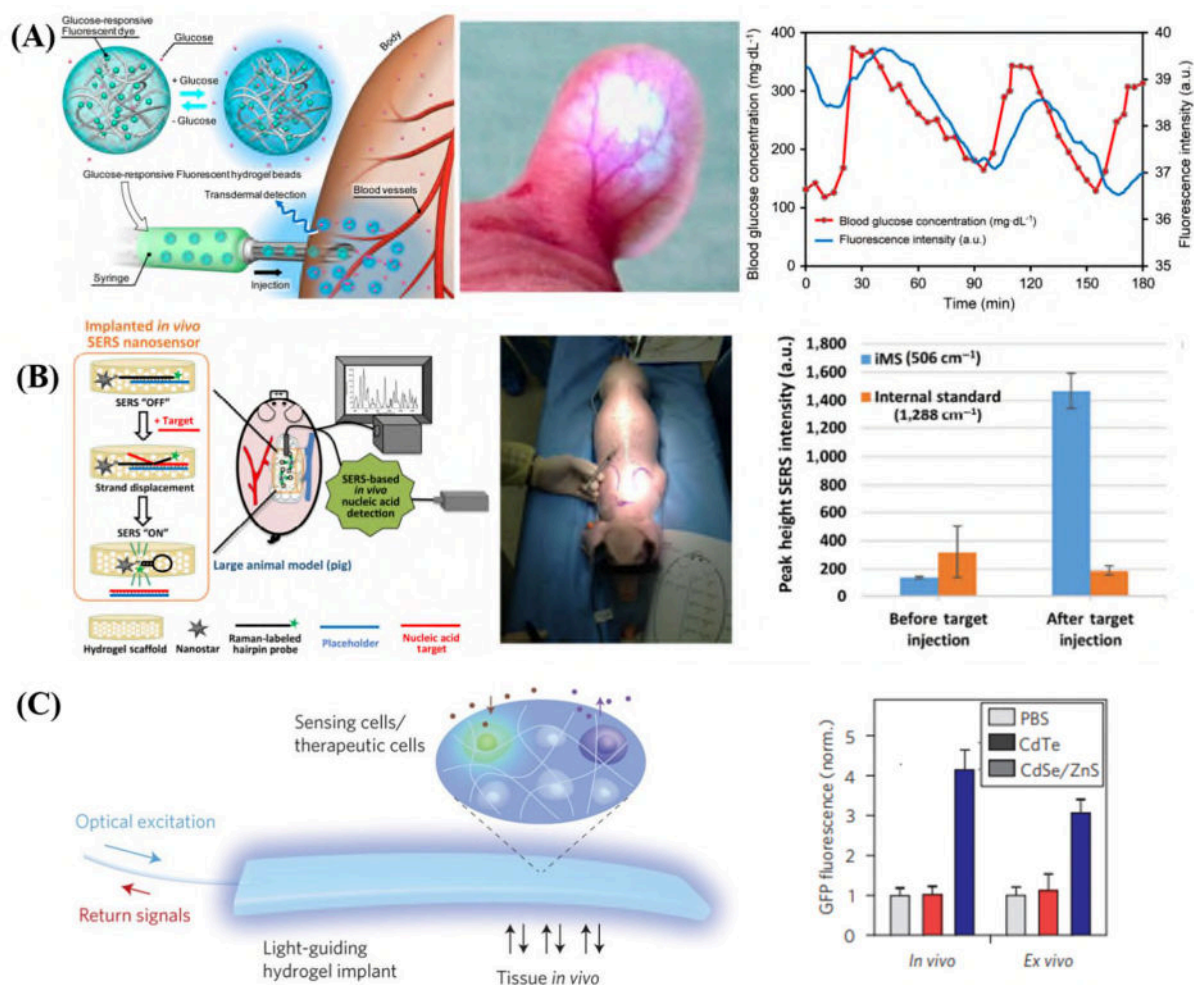 (A)
Glucose-responsive
Fluorescent dye
Glucose
+ Glucose
- Glucose
Glucose-responsive Fluorescent hydrogel beads
Transdermal detection
Syringe
Injection
Body
Blood vessels
Blood glucose concentration (mg·dL⁻¹)
400
300
200
100
0
0 30 60 90 120 150 180
Time (min)
Blood glucose concentration (mg·dL⁻¹)
Fluorescence intensity (a.u.)
40
39
38
37
36
35
Fluorescence intensity (a.u.)
(B)
Implanted in vivo
SERS nanosensor
SERS "OFF"
+ Target
Strand displacement
SERS "ON"
SERS-based
in vivo
nucleic acid
detection
Large animal model (pig)
Hydrogel scaffold
Nanostar
Raman-labeled
hairpin probe
Placeholder
Nucleic acid
target
Peak height SERS intensity (a.u.)
1,800
1,600
1,400
1,200
1,000
800
600
400
200
0
iMS (506 cm⁻¹)
Internal standard
(1,288 cm⁻¹)
Before target
injection
After target
injection
(C)
Sensing cells/
therapeutic cells
Optical excitation
Return signals
Light-guiding
hydrogel implant
Tissue in vivo
GFP fluorescence (norm.)
5
4
3
2
1
0
PBS
CdTe
CdSe/ZnS
In vivo
Ex vivo